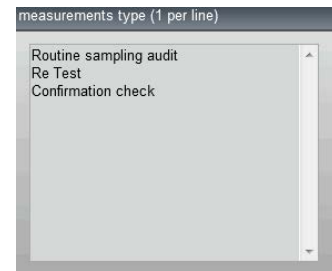 measurements type (1 per line)
Routine sampling audit
Re Test
Confirmation check